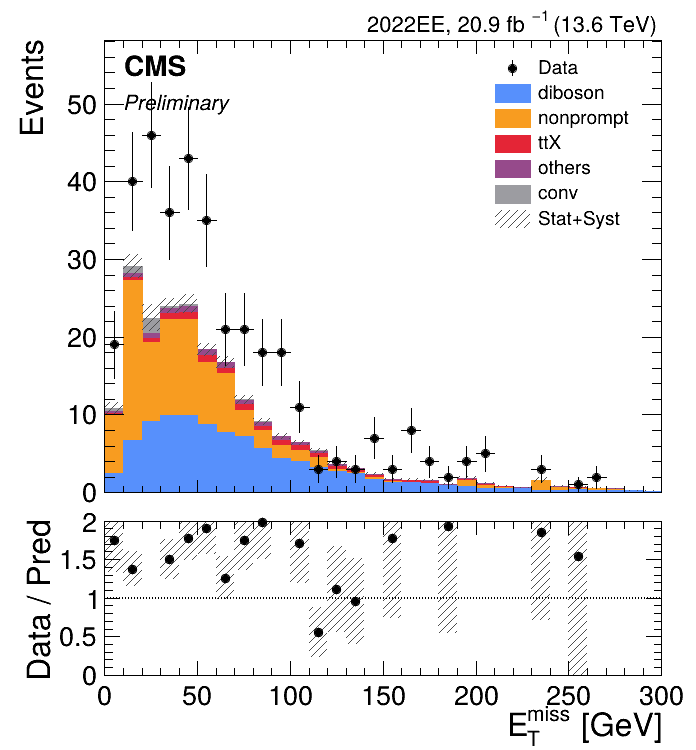 2022EE, 20.9 fb⁻¹ (13.6 TeV)
CMS
Preliminary
Events
Data
diboson
nonprompt
ttX
others
conv
Stat+Syst
50
40
30
20
10
0
Data / Pred
2
1.5
1
0.5
0
0 50 100 150 200 250 300
E_T^miss [GeV]